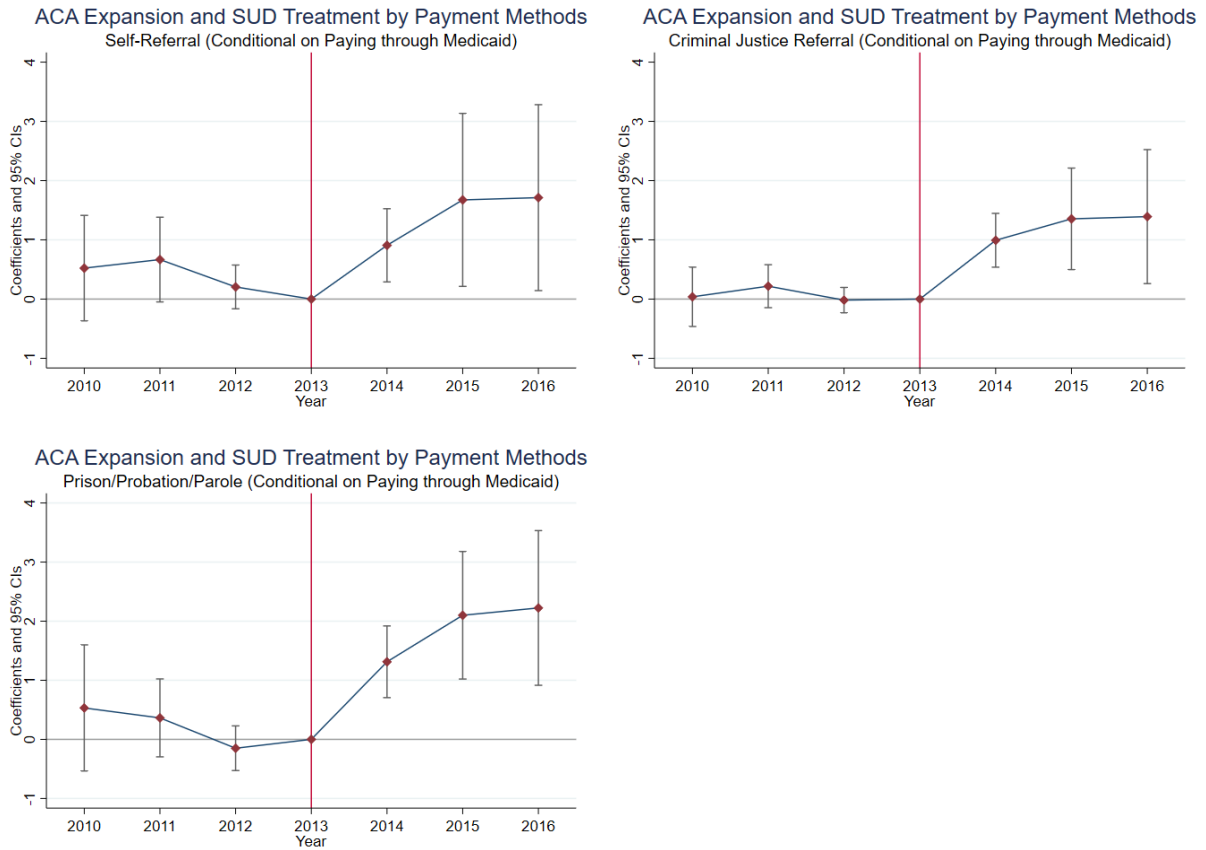 ACA Expansion and SUD Treatment by Payment Methods
Self-Referral (Conditional on Paying through Medicaid)
Coefficients and 95% CIs
4
3
2
1
0
-1
2010 2011 2012 2013 2014 2015 2016
Year
ACA Expansion and SUD Treatment by Payment Methods
Criminal Justice Referral (Conditional on Paying through Medicaid)
Coefficients and 95% CIs
4
3
2
1
0
-1
2010 2011 2012 2013 2014 2015 2016
Year
ACA Expansion and SUD Treatment by Payment Methods
Prison/Probation/Parole (Conditional on Paying through Medicaid)
Coefficients and 95% CIs
4
3
2
1
0
-1
2010 2011 2012 2013 2014 2015 2016
Year